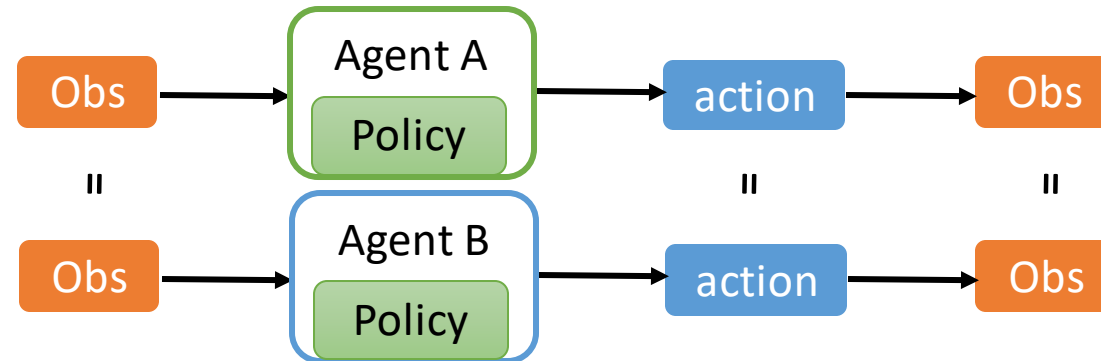 Obs
Agent A
Policy
action
Obs
=
=
=
Obs
Agent B
Policy
action
Obs